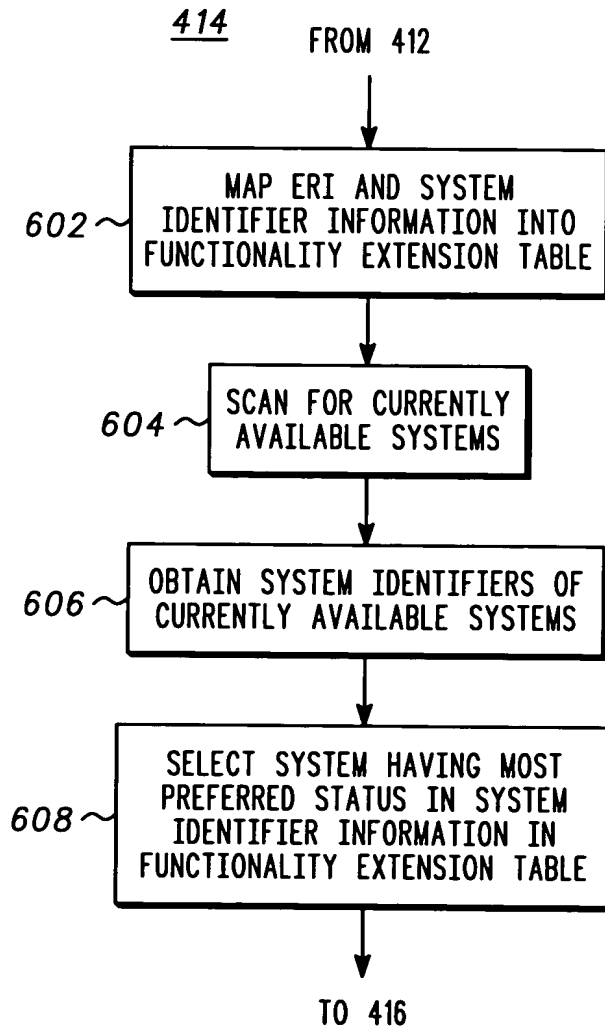 414
FROM 412
602
MAP ERI AND SYSTEM
IDENTIFIER INFORMATION INTO
FUNCTIONALITY EXTENSION TABLE
604
SCAN FOR CURRENTLY
AVAILABLE SYSTEMS
606
OBTAIN SYSTEM IDENTIFIERS OF
CURRENTLY AVAILABLE SYSTEMS
608
SELECT SYSTEM HAVING MOST
PREFERRED STATUS IN SYSTEM
IDENTIFIER INFORMATION IN
FUNCTIONALITY EXTENSION TABLE
TO 416